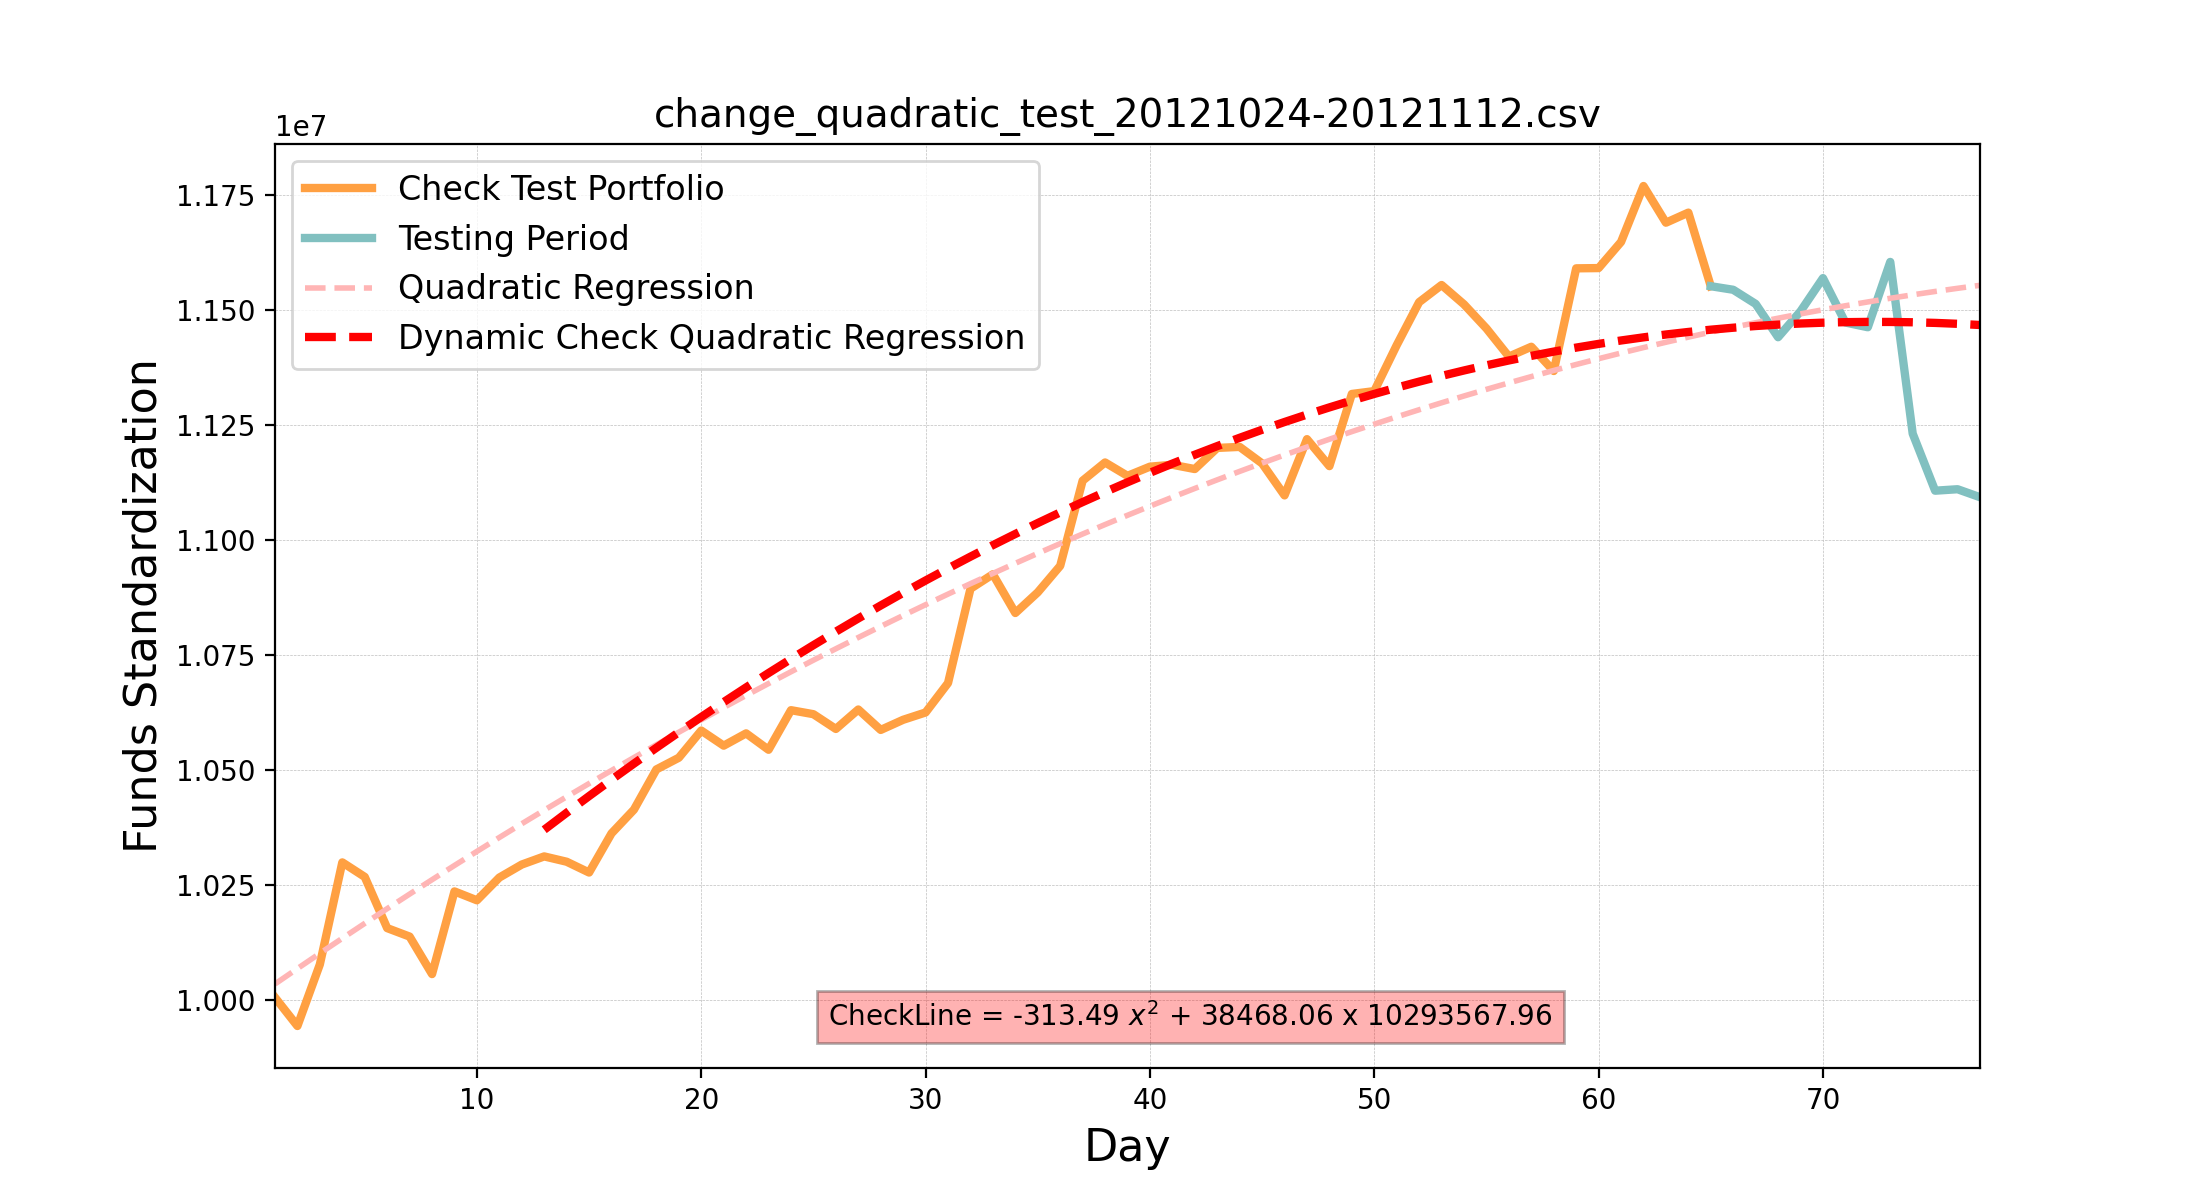 change_quadratic_test_20121024-20121112.csv
1e7
Check Test Portfolio
Testing Period
Quadratic Regression
Dynamic Check Quadratic Regression
Funds Standardization
1.175
1.150
1.125
1.100
1.075
1.050
1.025
1.000
CheckLine = -313.49 x² + 38468.06 x 10293567.96
10 20 30 40 50 60 70
Day